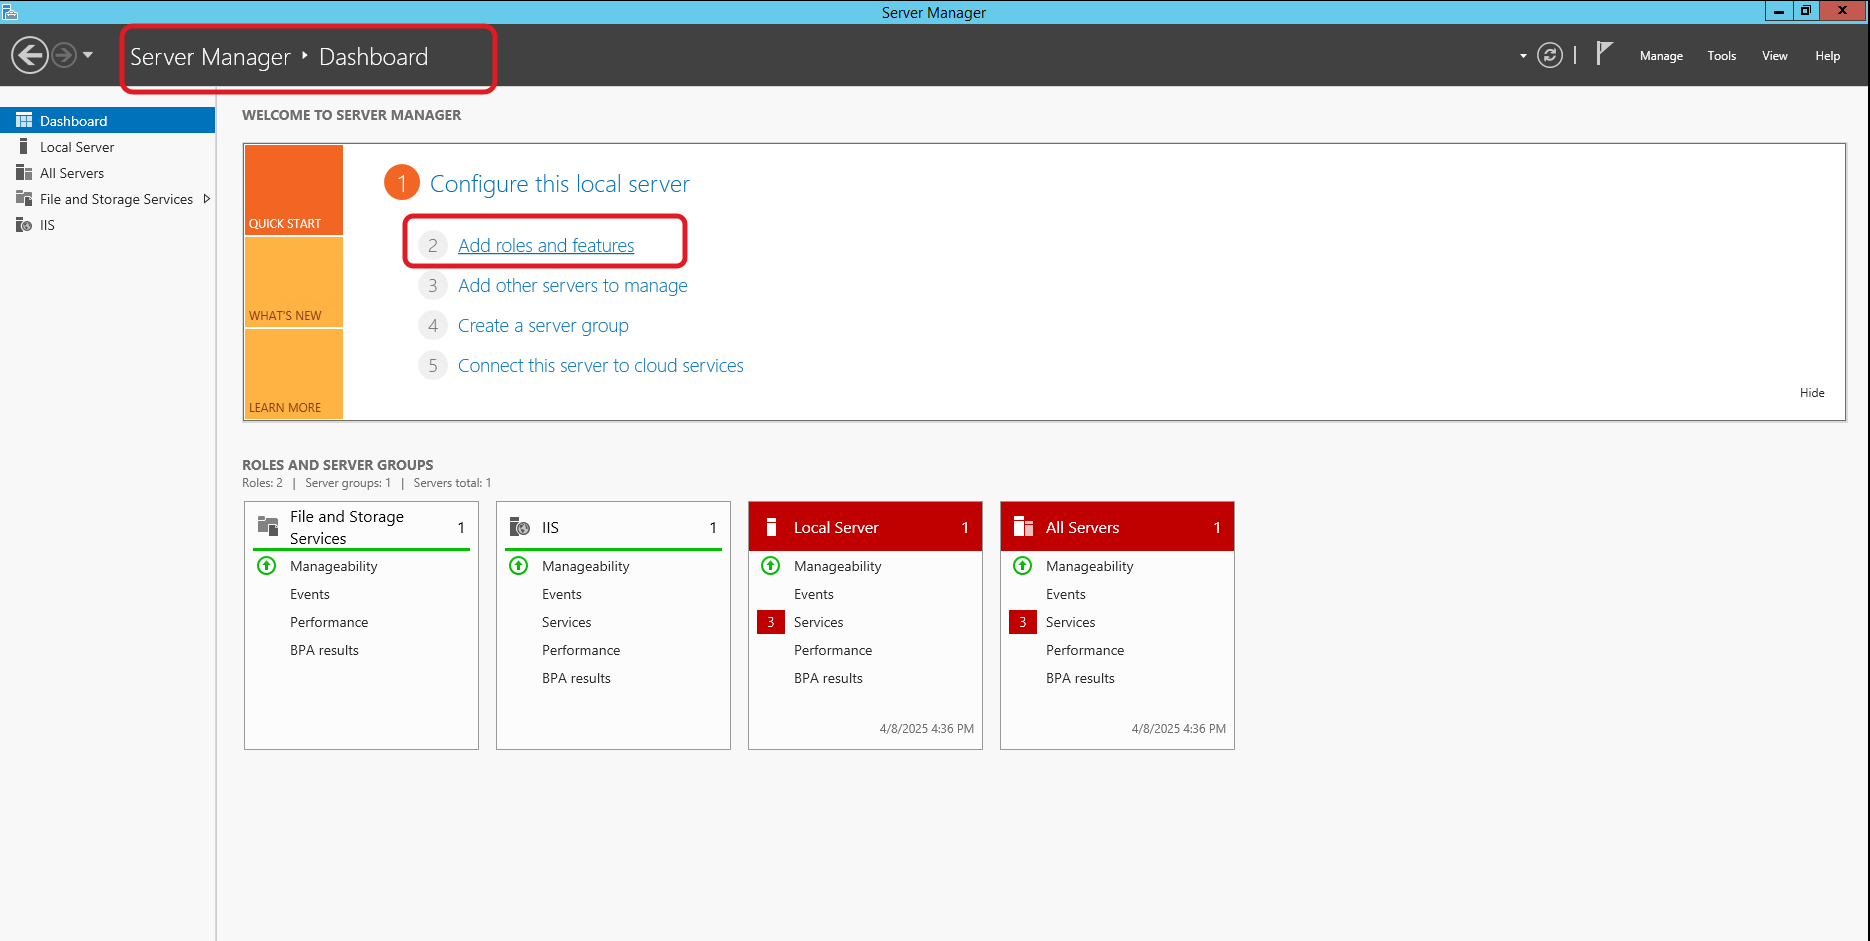 Server Manager
Server Manager ‣ Dashboard
Manage Tools View Help
Dashboard
Local Server
All Servers
File and Storage Services
IIS
WELCOME TO SERVER MANAGER
QUICK START
WHAT'S NEW
LEARN MORE
1 Configure this local server
2 Add roles and features
3 Add other servers to manage
4 Create a server group
5 Connect this server to cloud services
Hide
ROLES AND SERVER GROUPS
Roles: 2 | Server groups: 1 | Servers total: 1
File and Storage
Services 1
Manageability
Events
Performance
BPA results
IIS 1
Manageability
Events
Services
Performance
BPA results
Local Server 1
Manageability
Events
3 Services
Performance
BPA results
4/8/2025 4:36 PM
All Servers 1
Manageability
Events
3 Services
Performance
BPA results
4/8/2025 4:36 PM